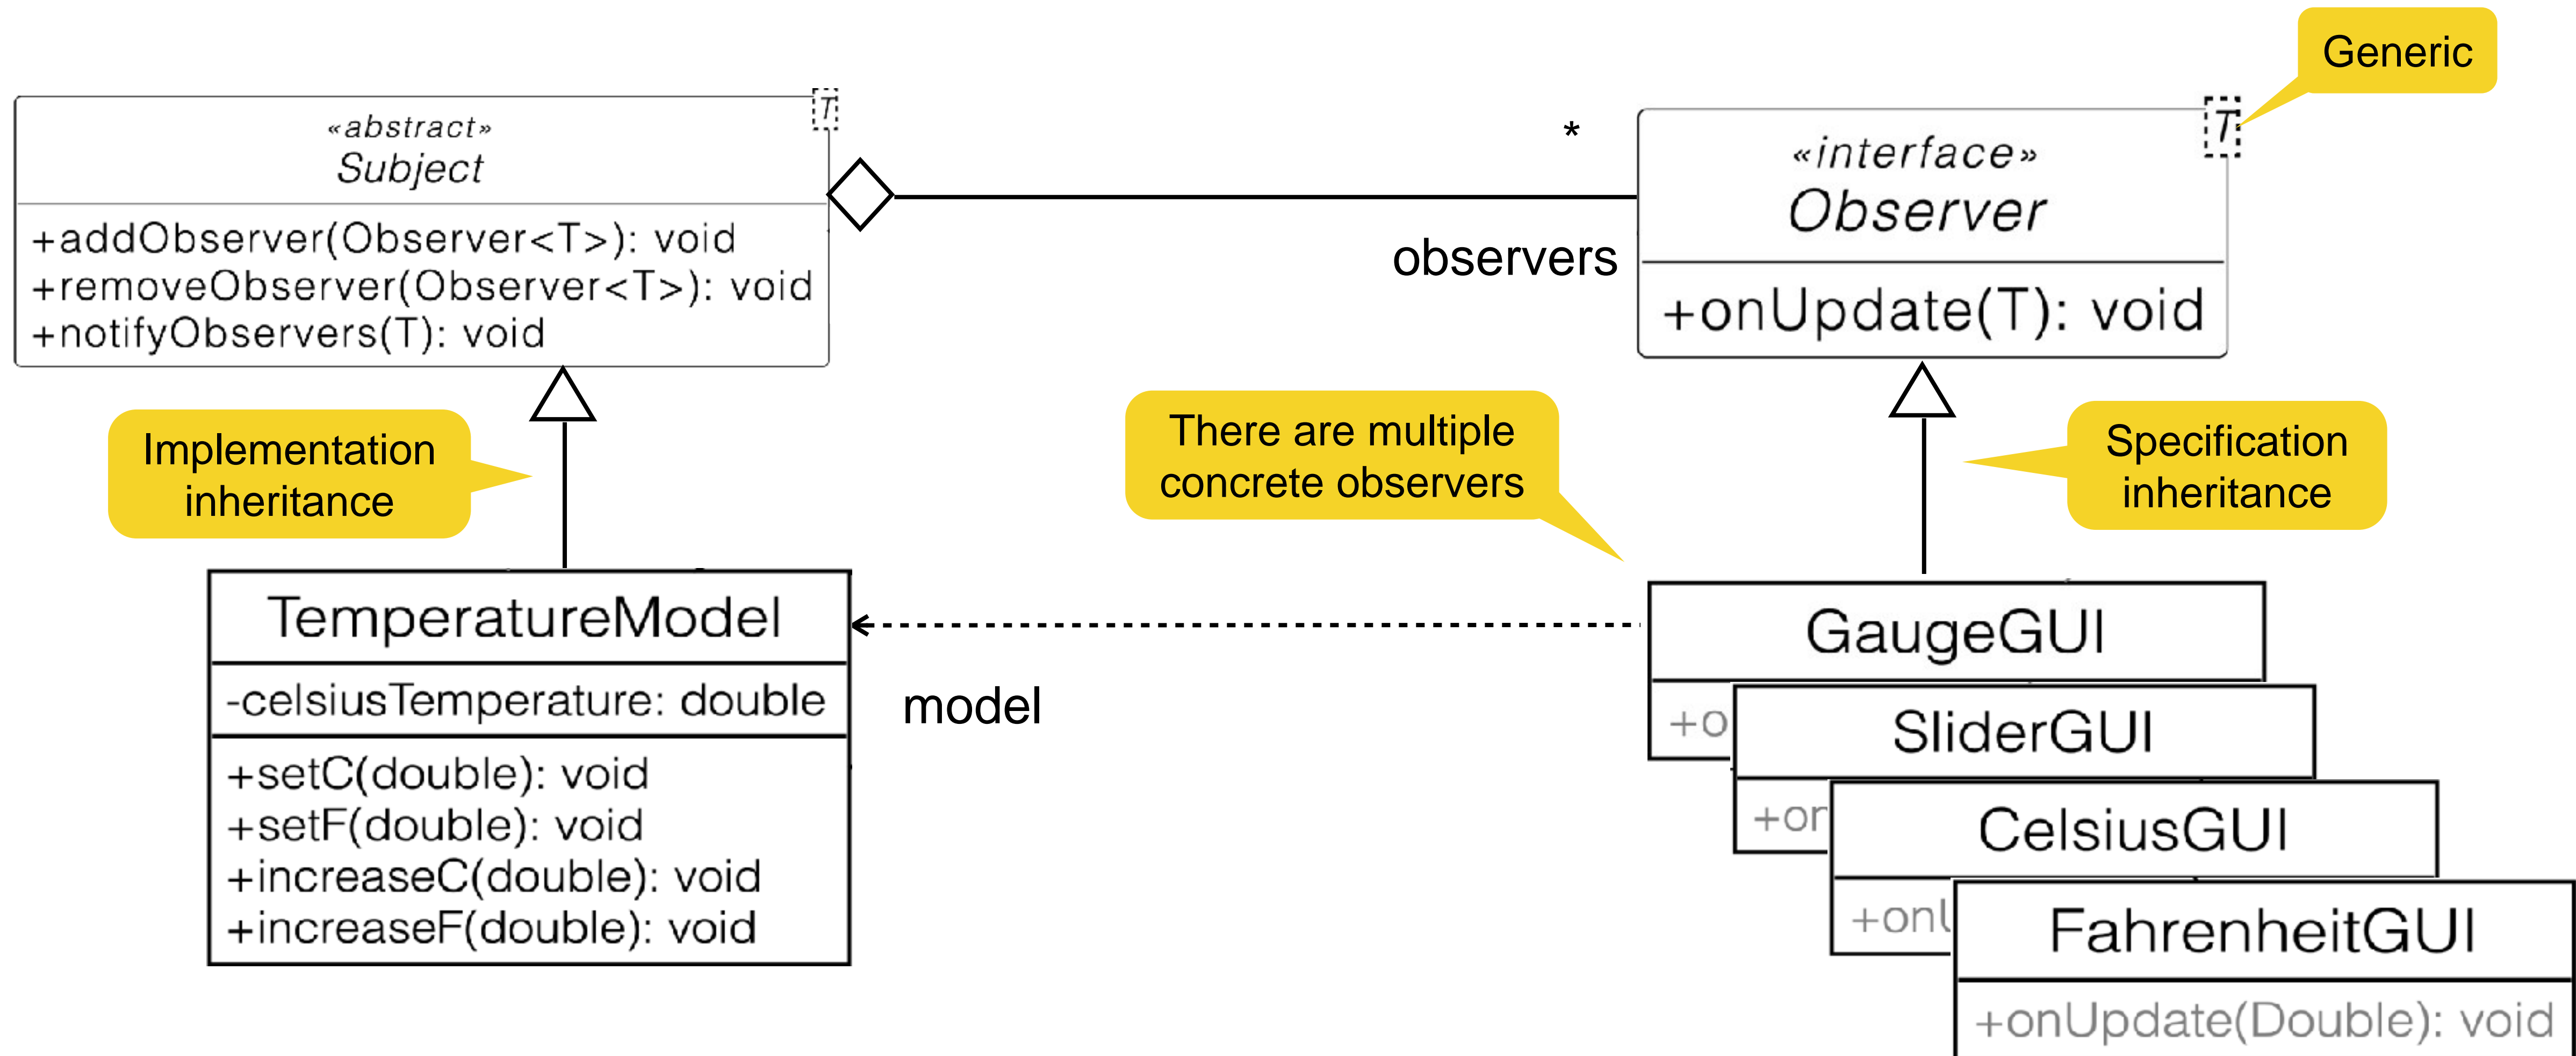 Generic
T
«abstract»
Subject
+addObserver(Observer<T>): void
+removeObserver(Observer<T>): void
+notifyObservers(T): void
*
observers
T
«interface»
Observer
+onUpdate(T): void
Implementation
inheritance
There are multiple
concrete observers
Specification
inheritance
TemperatureModel
-celsiusTemperature: double
+setC(double): void
+setF(double): void
+increaseC(double): void
+increaseF(double): void
model
GaugeGUI
+o
SliderGUI
+or
CelsiusGUI
+onU
FahrenheitGUI
+onUpdate(Double): void